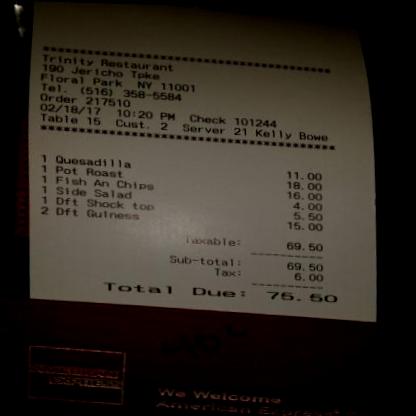 Trinity Restaurant
190 Jericho Tpke
Floral Park NY 11001
Tel. (516) 358-5584
Order 217510
02/18/17 10:20 PM Check 101244
Table 15 Cust. 2 Server 21 Kelly Bowe
1 Quesadilla 11.00
1 Pot Roast 18.00
1 Fish An Chips 16.00
1 Side Salad 4.00
1 Dft Shock top 5.50
2 Dft Guiness 15.00
Taxable: 69.50
Sub-total: 69.50
Tax: 6.00
Total Due: 75.50
We Welcome
American Express